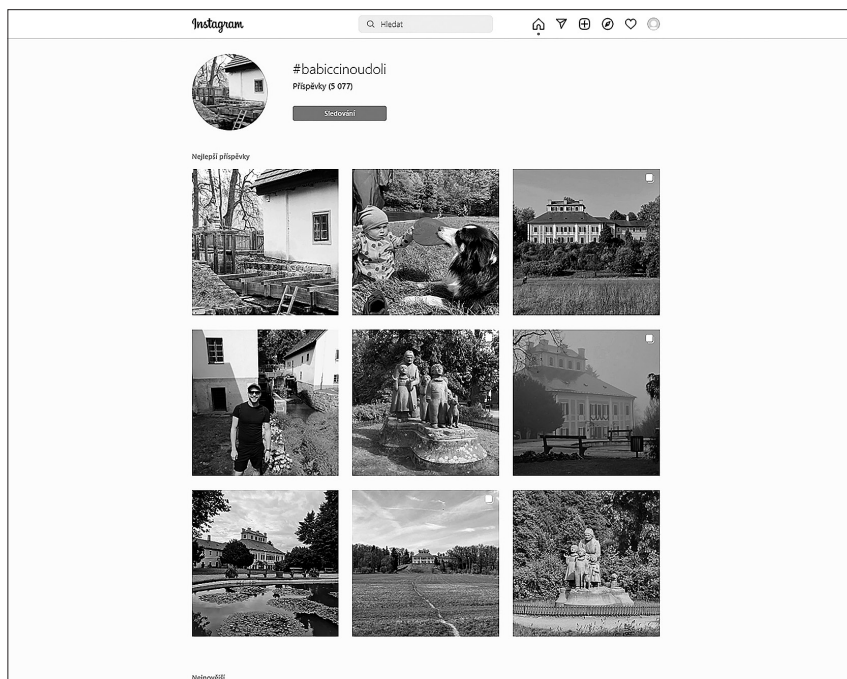 Instagram
Hledat
#babiccinoudoli
Příspěvky (5 077)
Sledování
Nejlepší příspěvky
Nejnovější